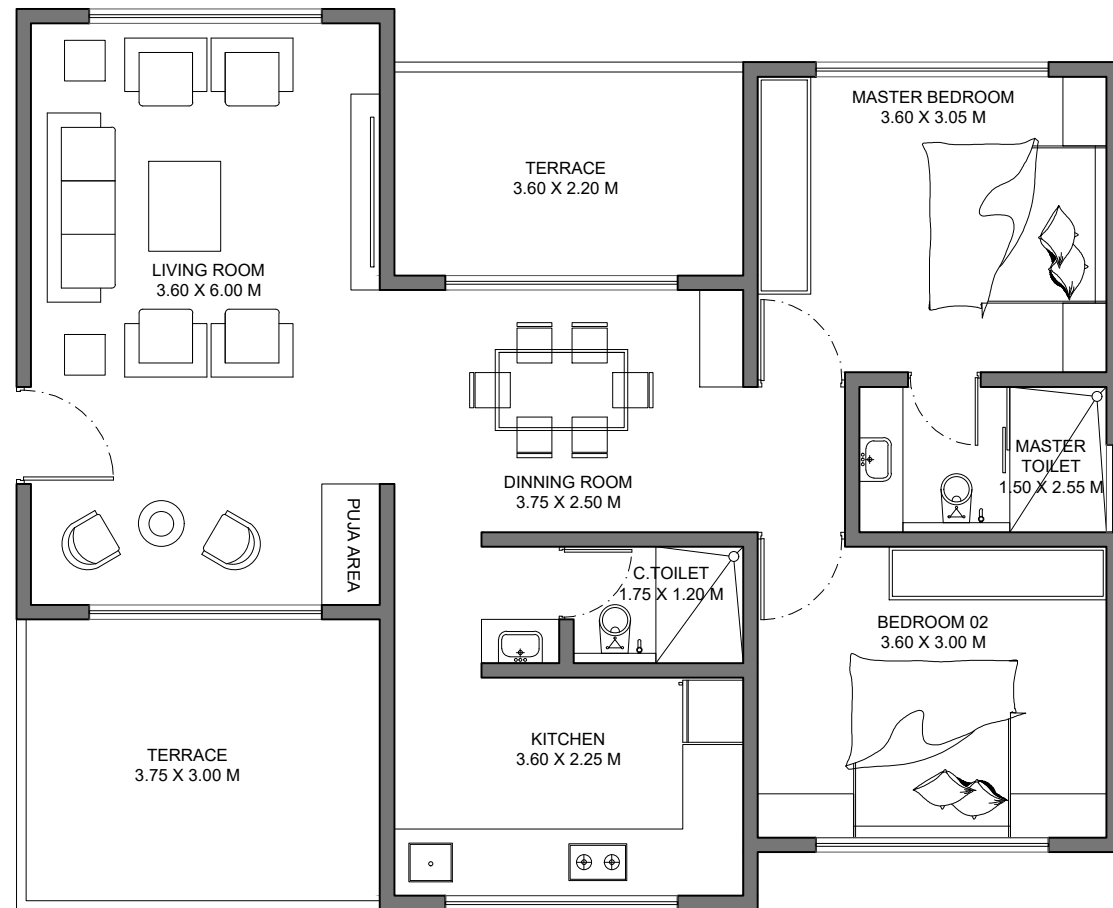 MASTER BEDROOM
3.60 X 3.05 M
TERRACE
3.60 X 2.20 M
LIVING ROOM
3.60 X 6.00 M
MASTER
TOILET
1.50 X 2.55 M
DINNING ROOM
3.75 X 2.50 M
PUJA AREA
C.TOILET
1.75 X 1.20 M
BEDROOM 02
3.60 X 3.00 M
KITCHEN
3.60 X 2.25 M
TERRACE
3.75 X 3.00 M